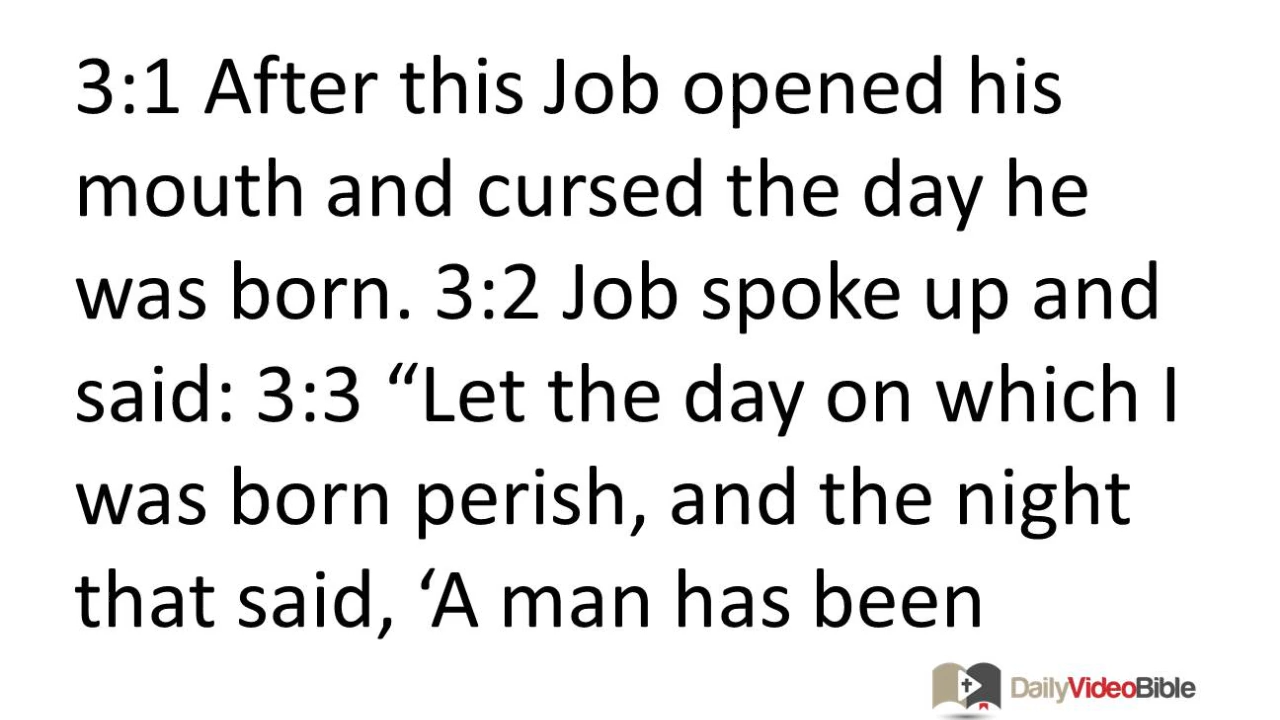 3:1 After this Job opened his
mouth and cursed the day he
was born. 3:2 Job spoke up and
said: 3:3 “Let the day on which I
was born perish, and the night
that said, ‘A man has been
DailyVideoBible